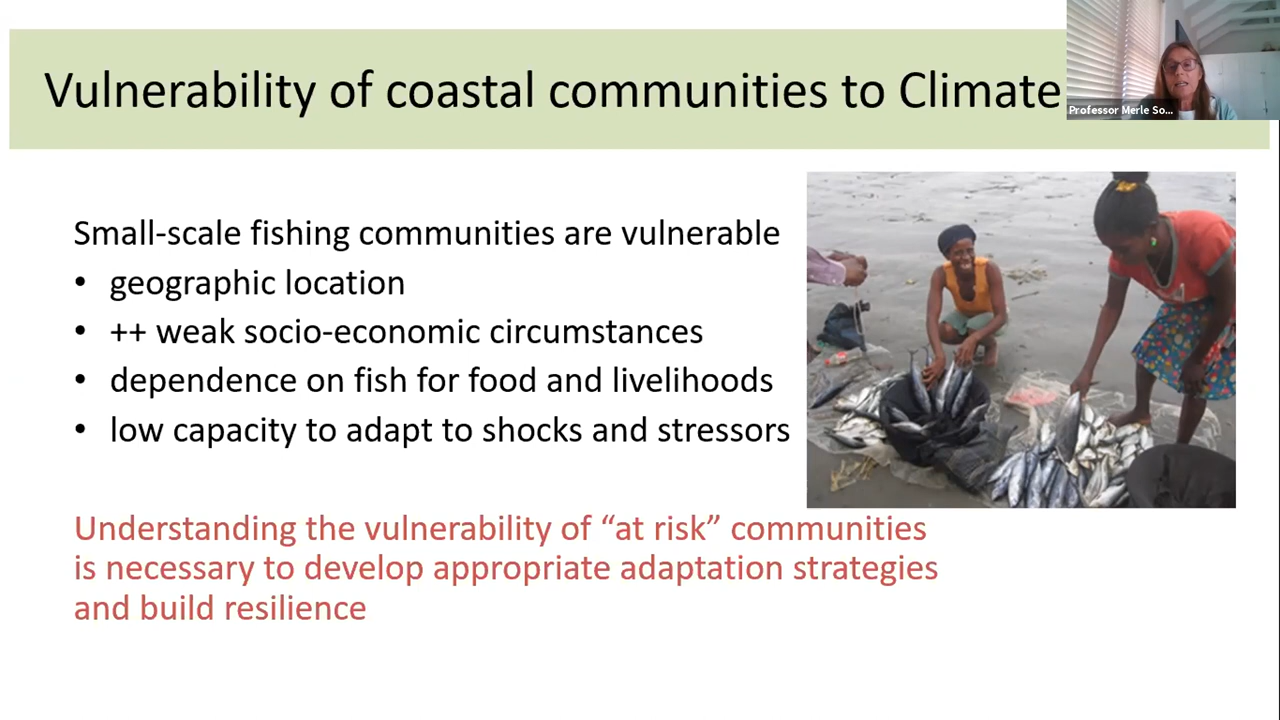 Vulnerability of coastal communities to Climate
Professor Merle So...
Small-scale fishing communities are vulnerable
• geographic location
• ++ weak socio-economic circumstances
• dependence on fish for food and livelihoods
• low capacity to adapt to shocks and stressors
Understanding the vulnerability of “at risk” communities
is necessary to develop appropriate adaptation strategies
and build resilience